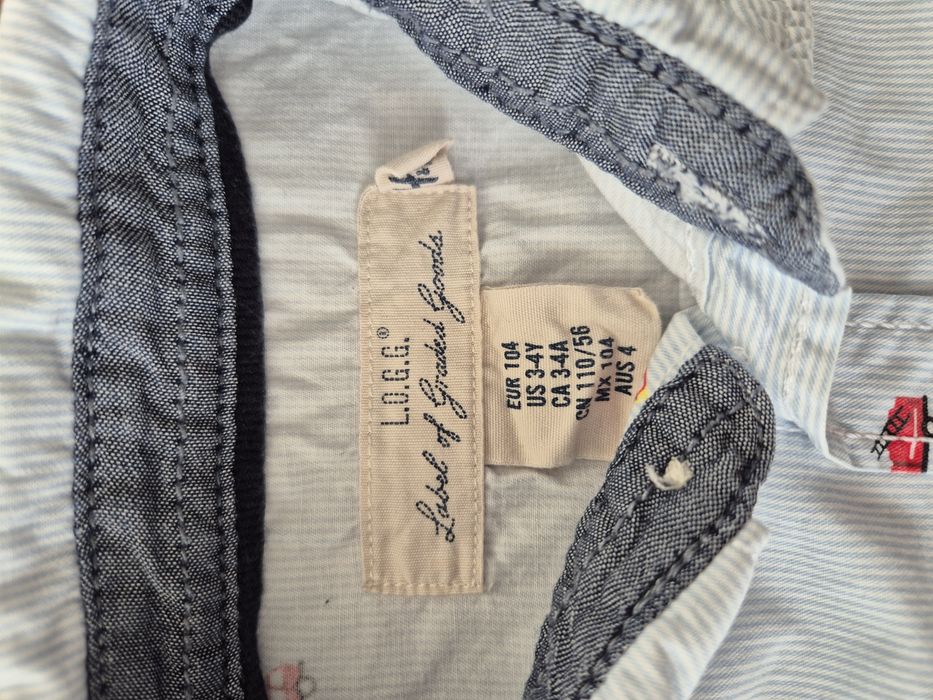 L.O.G.G.®
Label of Graded Goods
EUR 104
US 3-4Y
CA 3-4A
CN 110/56
MX 104
AUS 4